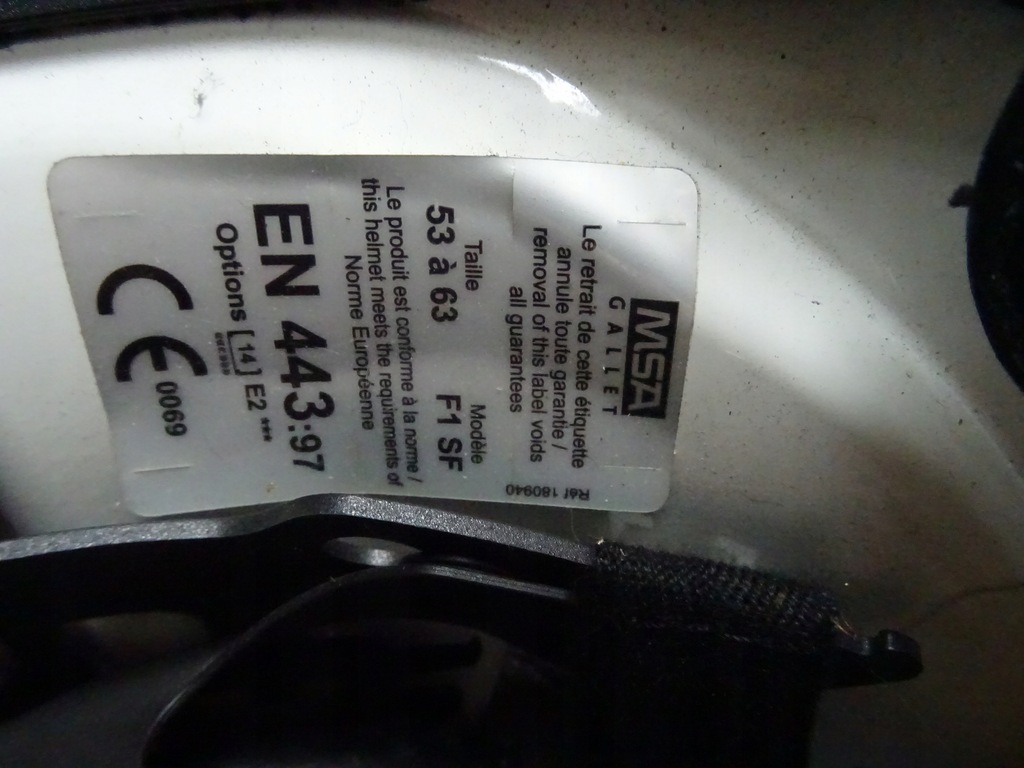 MSA
GALLET
Le retrait de cette étiquette
annule toute garantie /
removal of this label voids
all guarantees
Taille Modèle
53 à 63 F1 SF
Le produit est conforme à la norme /
this helmet meets the requirements of
Norme Européenne
EN 443:97
Options [14.] E2 ***
CE 0069
Réf 180940